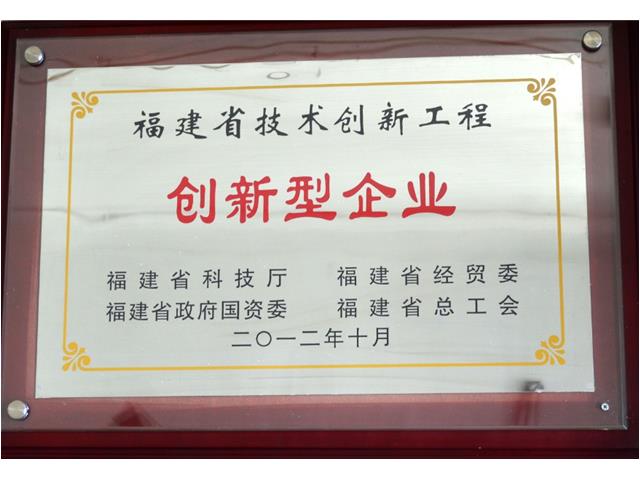 福建省技术创新工程
创新型企业
福建省科技厅 福建省经贸委
福建省政府国资委 福建省总工会
二〇一二年十月